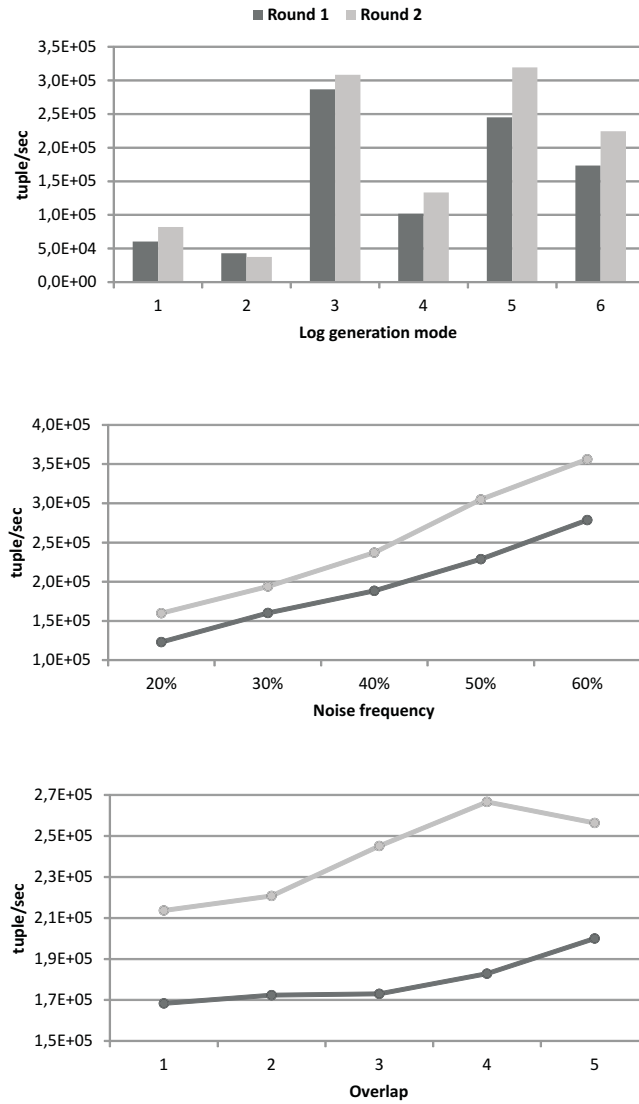 Round 1 Round 2
3,5E+05
3,0E+05
2,5E+05
2,0E+05
1,5E+05
1,0E+05
5,0E+04
0,0E+00
tuple/sec
1 2 3 4 5 6
Log generation mode
4,0E+05
3,5E+05
3,0E+05
2,5E+05
2,0E+05
1,5E+05
1,0E+05
tuple/sec
20% 30% 40% 50% 60%
Noise frequency
2,7E+05
2,5E+05
2,3E+05
2,1E+05
1,9E+05
1,7E+05
1,5E+05
tuple/sec
1 2 3 4 5
Overlap